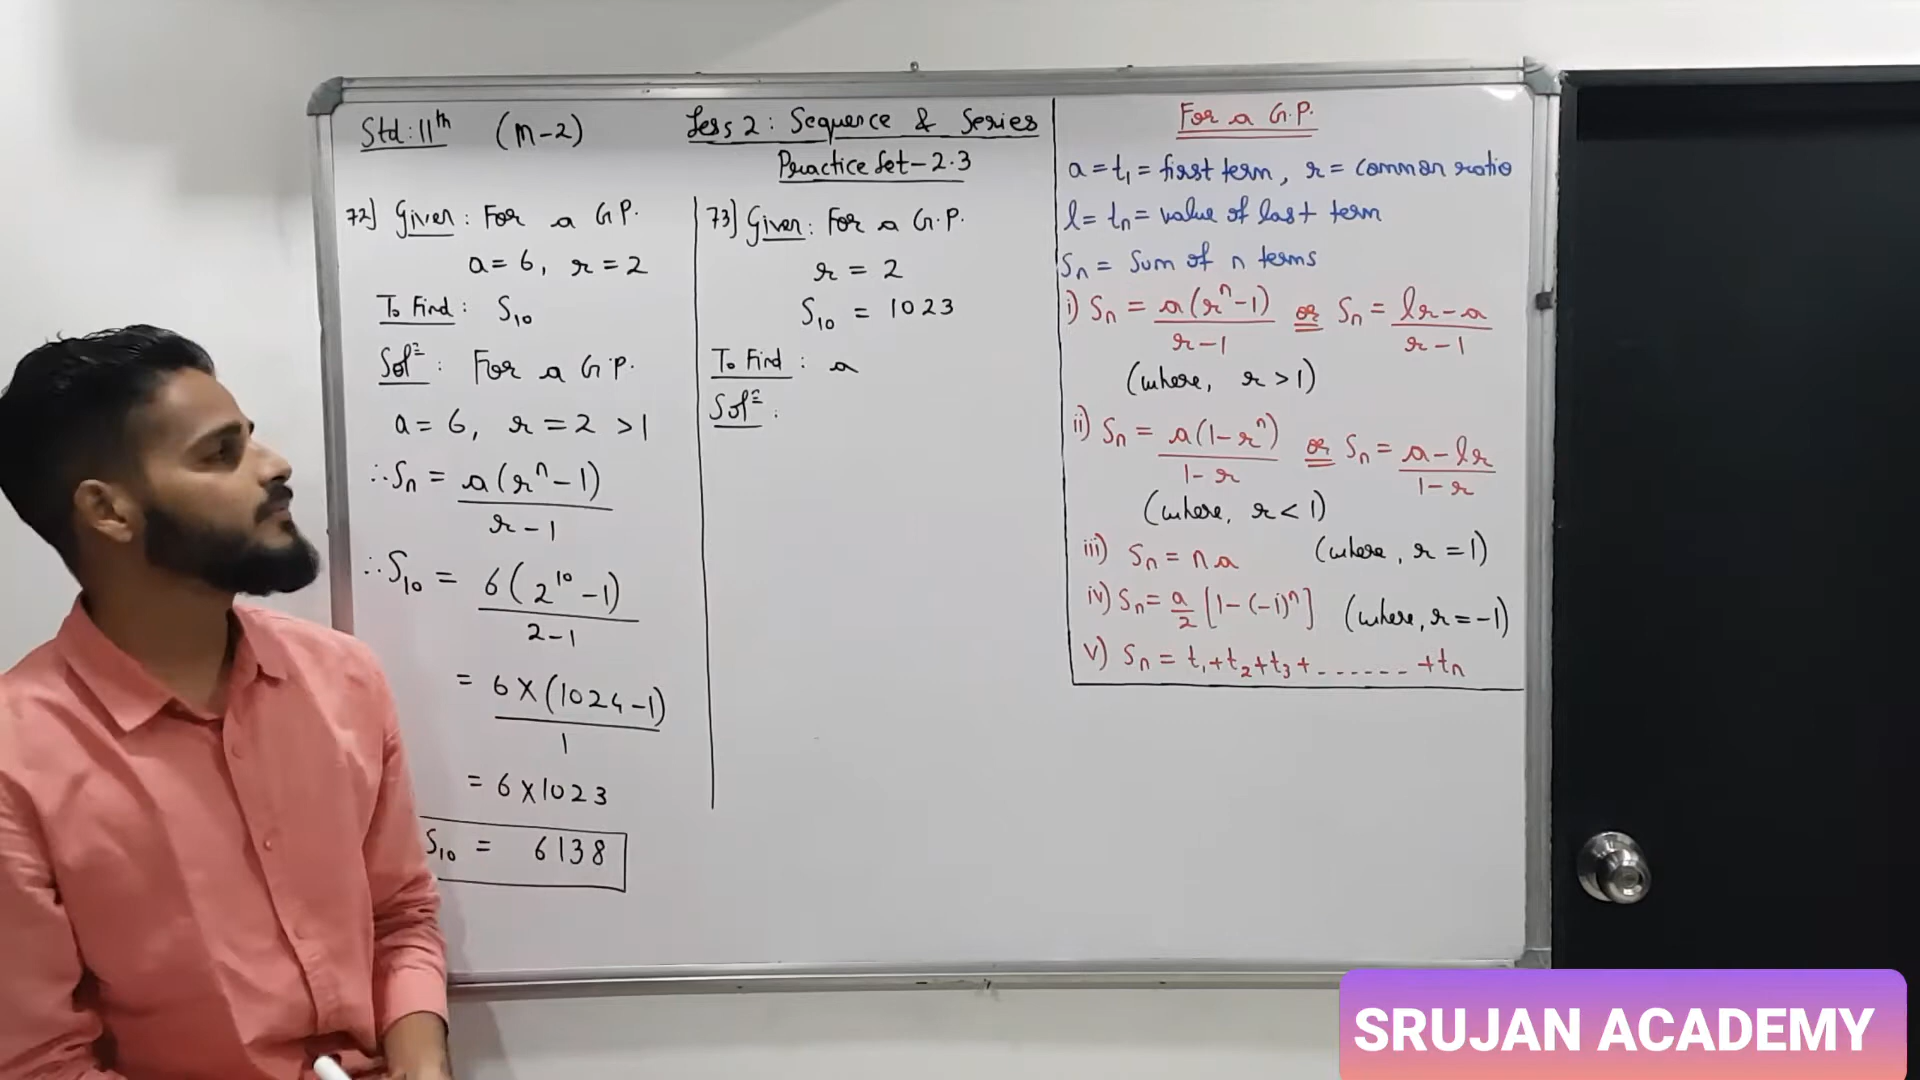 Std: 11th (M-2)
Less 2: Sequence & Series
Practice Set-2.3
72] Given: For a G.P.
a = 6, r = 2
To Find: S10
Sol≡: For a G.P.
a = 6, r = 2 >1
∴Sn = a(r^n - 1) / r - 1
∴S10 = 6(2^10 - 1) / 2-1
= 6×(1024-1) / 1
= 6×1023
S10 = 6138
73] Given: For a G.P.
r = 2
S10 = 1023
To Find: a
Sol≡:
For a G.P.
a = t1 = first term, r = common ratio
l = tn = value of last term
Sn = Sum of n terms
i) Sn = a(r^n-1) / r-1 or Sn = lr-a / r-1
(where, r > 1)
ii) Sn = a(1-r^n) / 1-r or Sn = a-lr / 1-r
(where, r < 1)
iii) Sn = na (where, r = 1)
iv) Sn = a/2 [1-(-1)^n] (where, r = -1)
v) Sn = t1+t2+t3+------+tn
SRUJAN ACADEMY